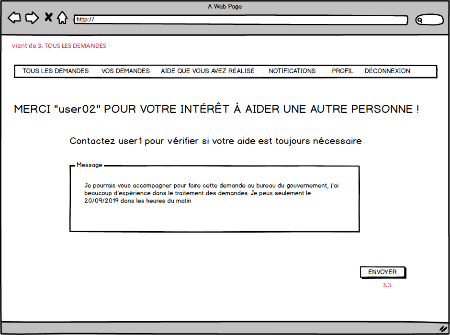 A Web Page
http://
vient de 3. TOUS LES DEMANDES
TOUS LES DEMANDES VOS DEMANDES AIDE QUE VOUS AVEZ REALISÉ NOTIFICATIONS PROFIL DÉCONNEXION
MERCI "user02" POUR VOTRE INTÉRÊT Á AIDER UNE AUTRE PERSONNE !
Contactez user1 pour vérifier si votre aide est toujours nécessaire
Message
Je pourrais vous accompagner pour faire cette demande au bureau du gouvernement, j'ai
beaucoup d'expérience dans le traitement des demandes. Je peux seulement le
20/09/2019 dans les heures du matin
ENVOYER
3.3